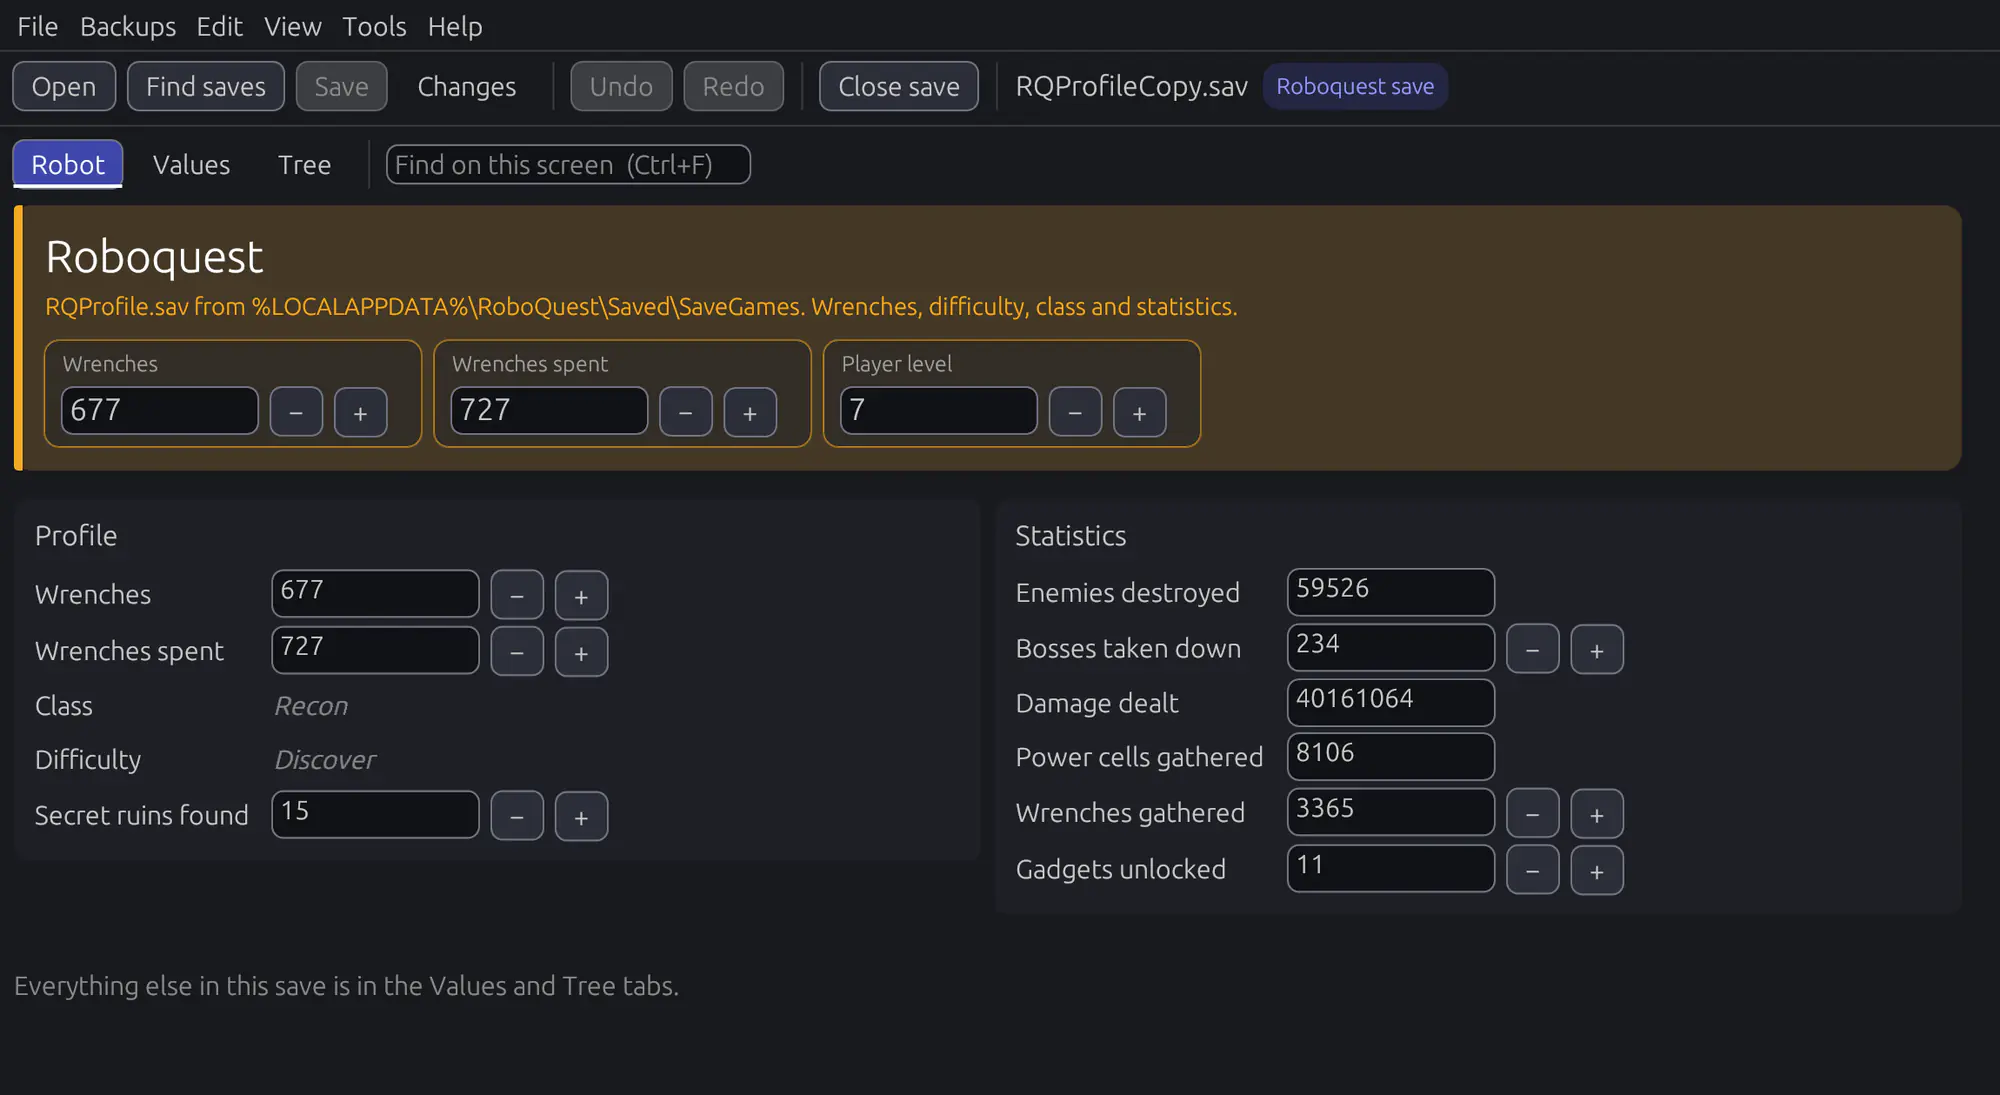 File Backups Edit View Tools Help
Open Find saves Save Changes Undo Redo Close save RQProfileCopy.sav Roboquest save
Robot Values Tree Find on this screen (Ctrl+F)
Roboquest
RQProfile.sav from %LOCALAPPDATA%\RoboQuest\Saved\SaveGames. Wrenches, difficulty, class and statistics.
Wrenches Wrenches spent Player level
677 − + 727 − + 7 − +
Profile
Wrenches 677 − +
Wrenches spent 727 − +
Class Recon
Difficulty Discover
Secret ruins found 15 − +
Statistics
Enemies destroyed 59526
Bosses taken down 234 − +
Damage dealt 40161064
Power cells gathered 8106
Wrenches gathered 3365 − +
Gadgets unlocked 11 − +
Everything else in this save is in the Values and Tree tabs.